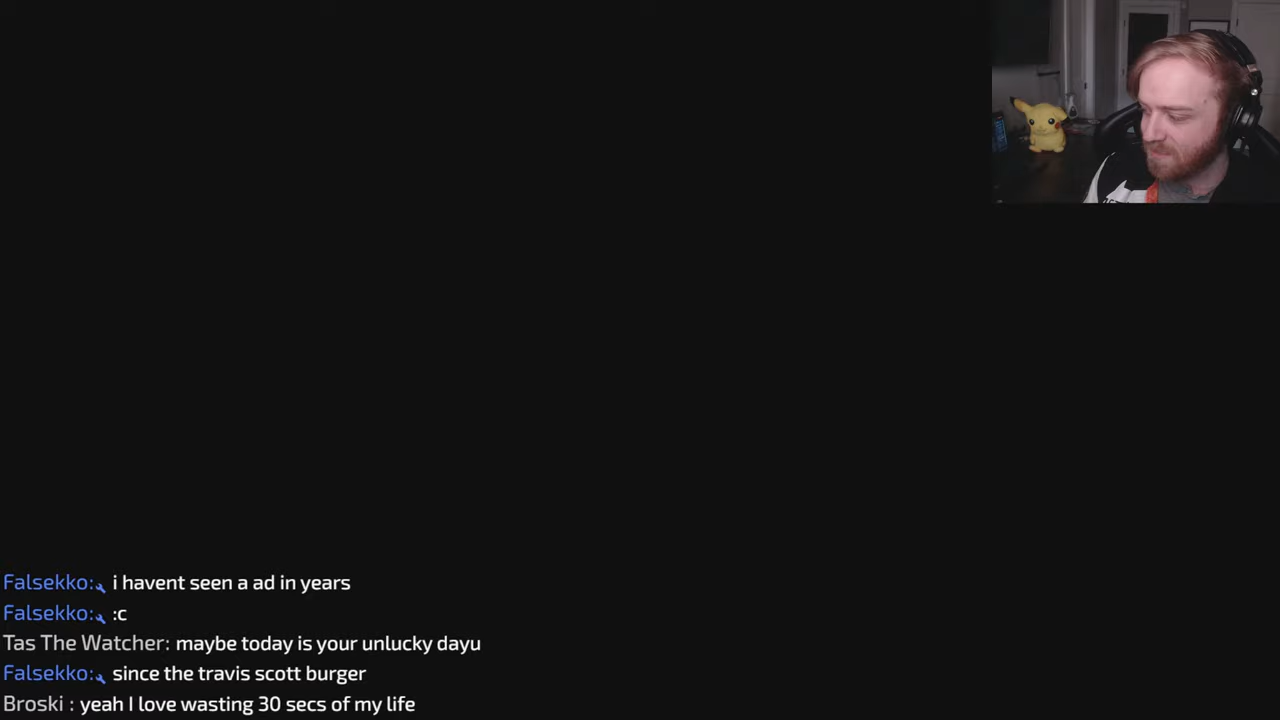 Falsekko: i havent seen a ad in years
Falsekko: :c
Tas The Watcher: maybe today is your unlucky dayu
Falsekko: since the travis scott burger
Broski : yeah I love wasting 30 secs of my life